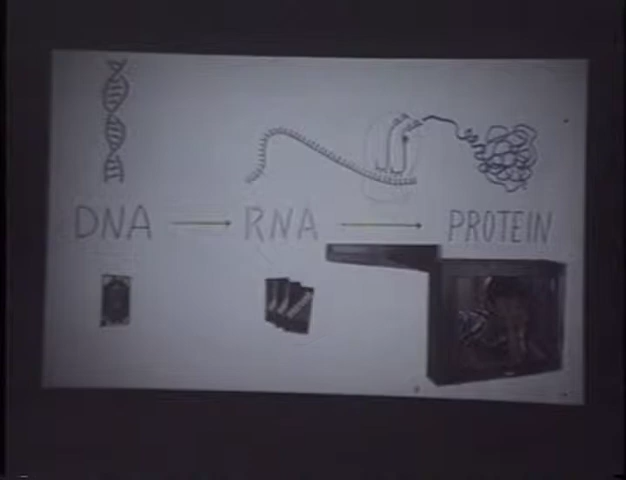 DNA → RNA → PROTEIN